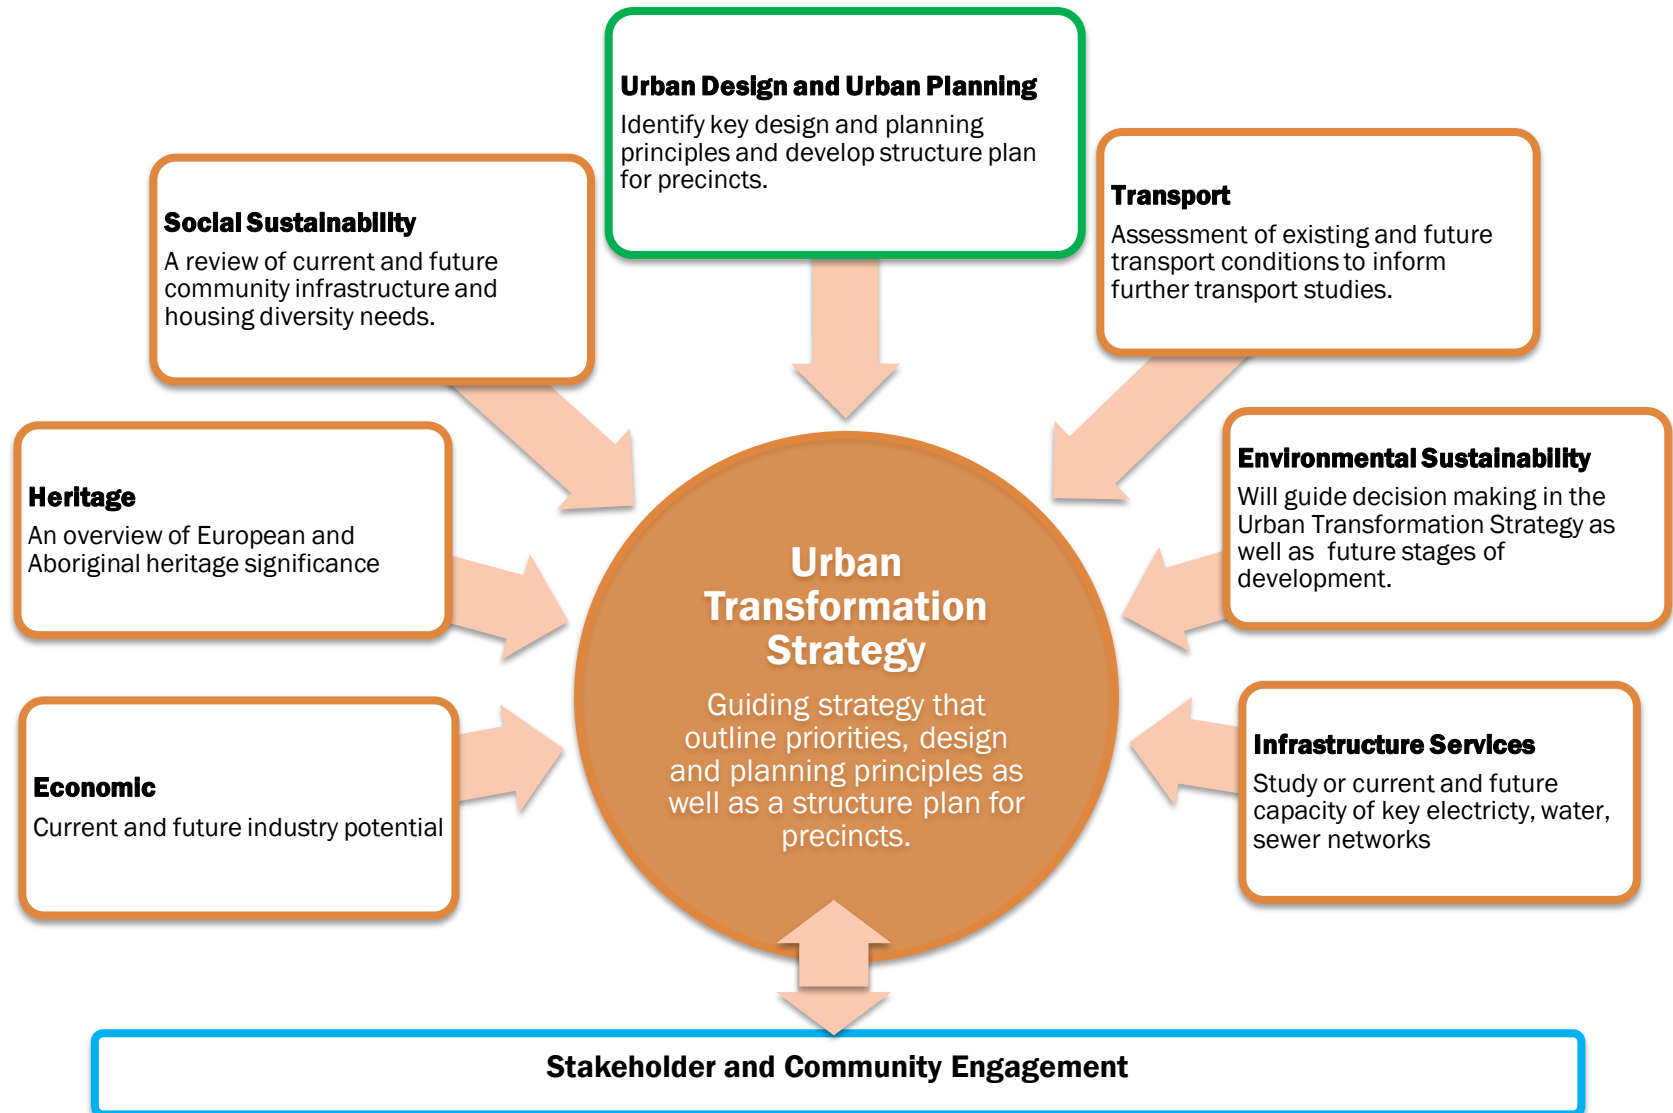 Urban Design and Urban Planning
Identify key design and planning
principles and develop structure plan
for precincts.
Social Sustainability
A review of current and future
community infrastructure and
housing diversity needs.
Transport
Assessment of existing and future
transport conditions to inform
further transport studies.
Heritage
An overview of European and
Aboriginal heritage significance
Environmental Sustainability
Will guide decision making in the
Urban Transformation Strategy as
well as  future stages of
development.
Urban
Transformation
Strategy
Guiding strategy that
outline priorities, design
and planning principles as
well as a structure plan for
precincts.
Economic
Current and future industry potential
Infrastructure Services
Study or current and future
capacity of key electricty, water,
sewer networks
Stakeholder and Community Engagement